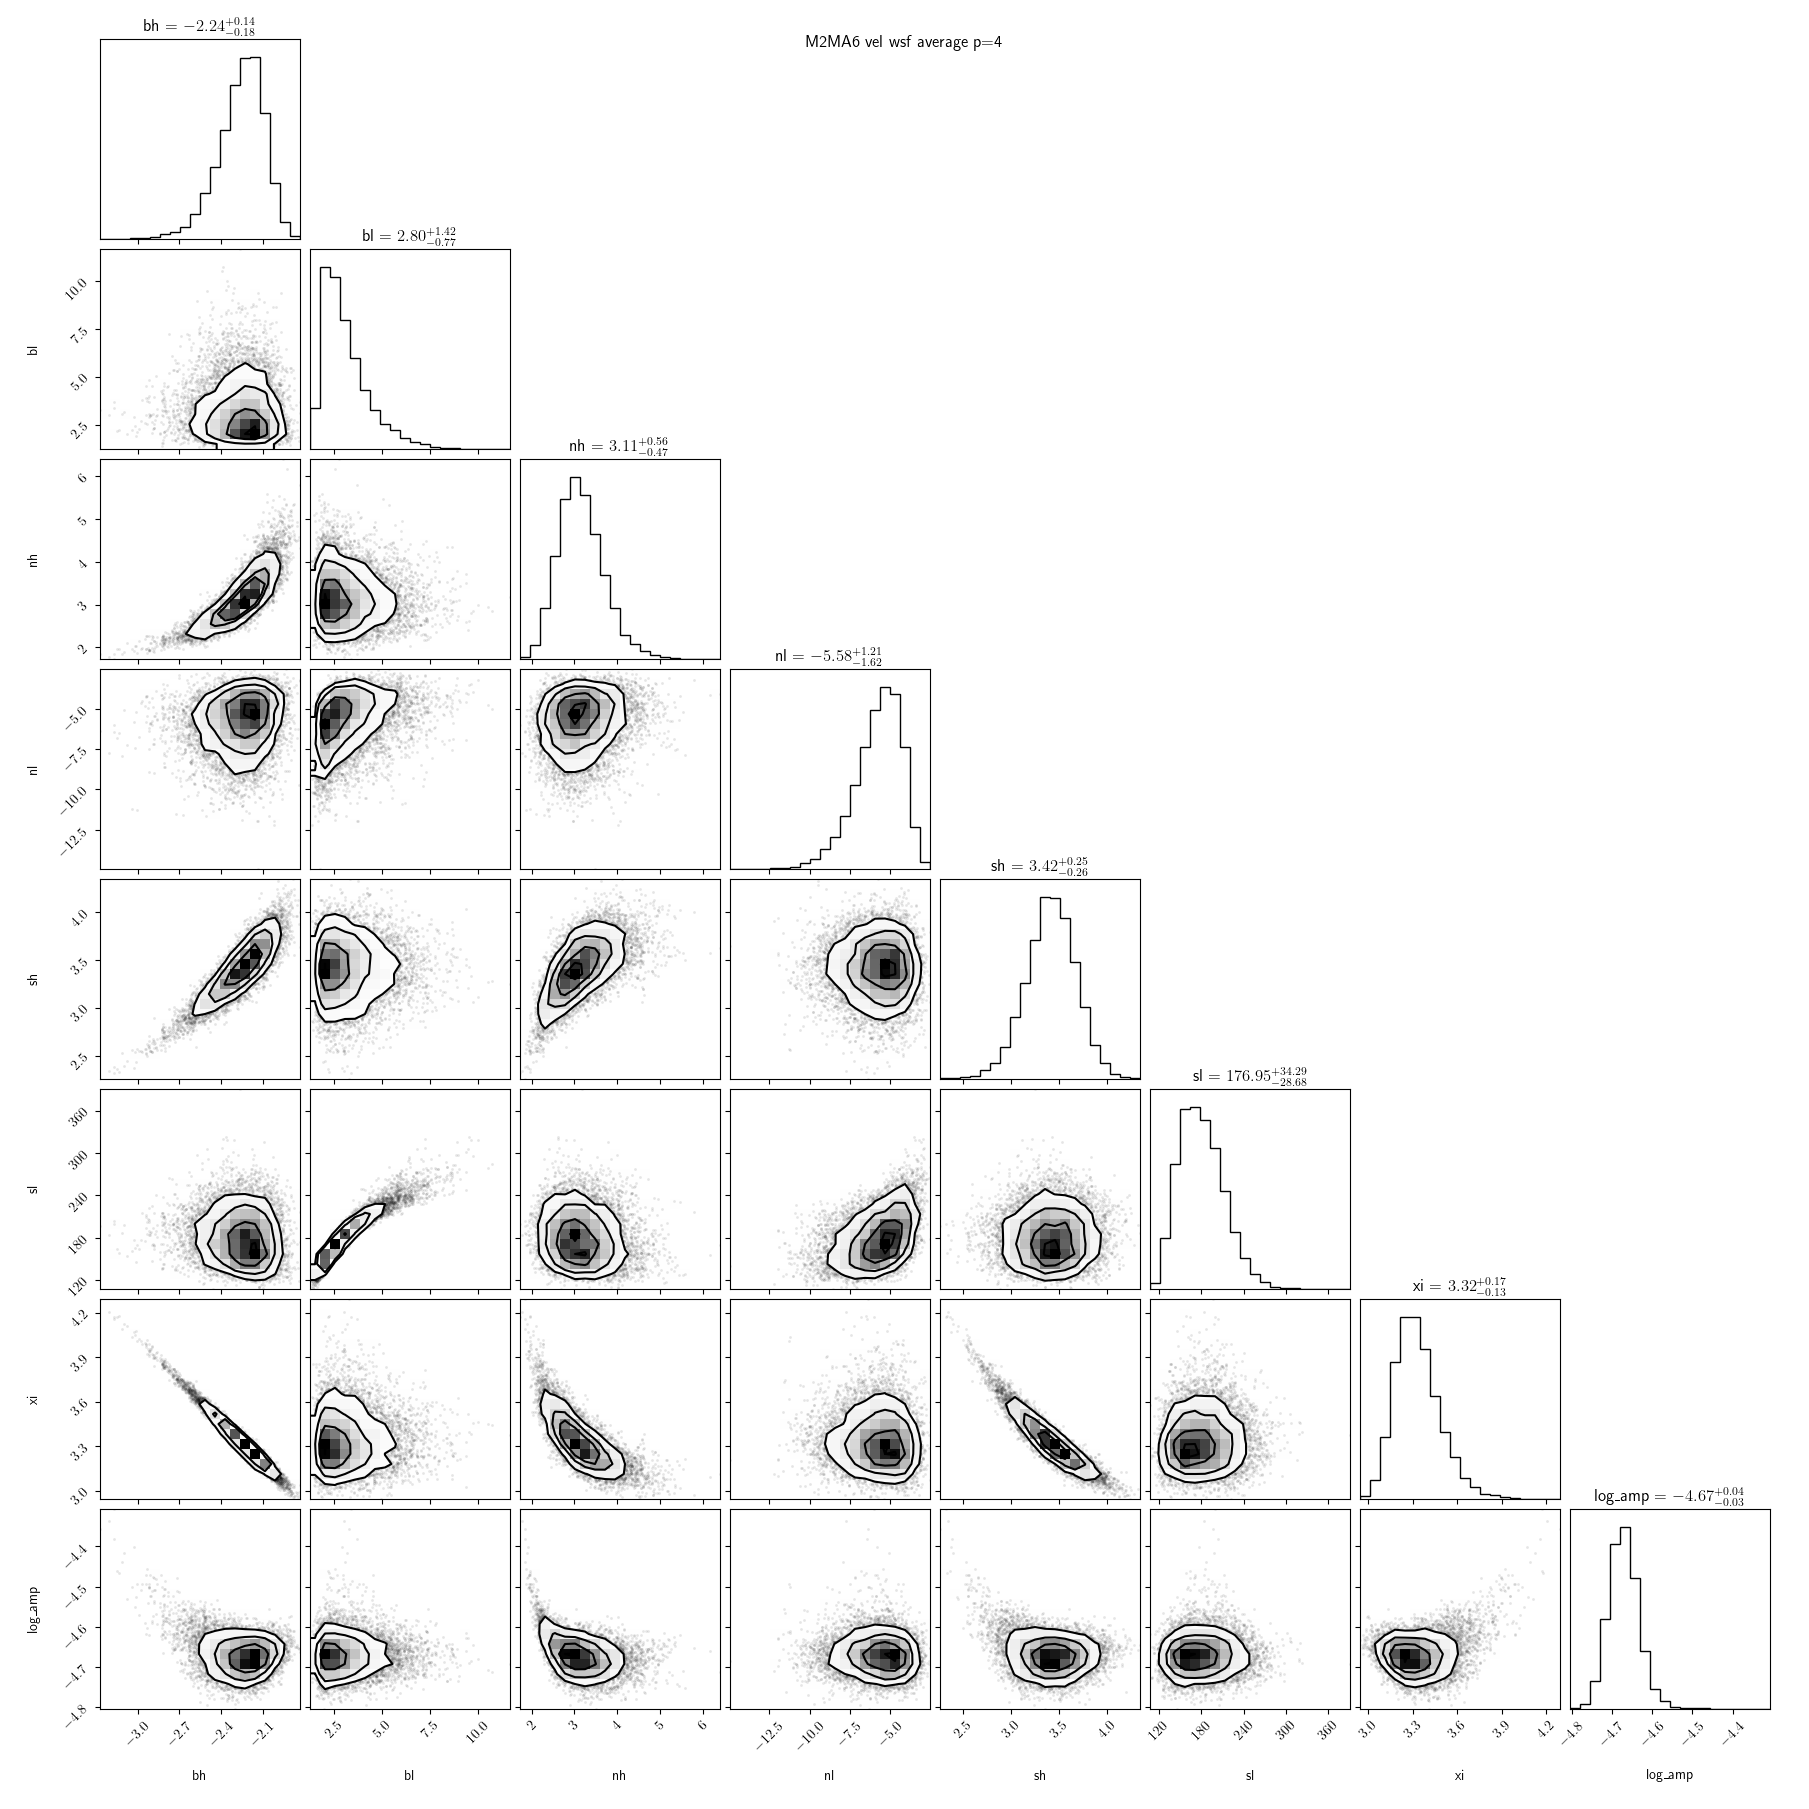 M2MA6 vel wsf average p=4
bh = −2.24+0.14−0.18
bl = 2.80+1.42−0.77
10.0
7.5
5.0
2.5
bl
nh = 3.11+0.56−0.47
6
5
4
3
2
nh
nl = −5.58+1.21−1.62
−5.0
−7.5
−10.0
−12.5
nl
sh = 3.42+0.25−0.26
4.0
3.5
3.0
2.5
sh
sl = 176.95+34.29−28.68
360
300
240
180
120
sl
xi = 3.32+0.17−0.13
4.2
3.9
3.6
3.3
3.0
xi
log_amp = −4.67+0.04−0.03
−4.4
−4.5
−4.6
−4.7
−4.8
log_amp
−3.0 −2.7 −2.4 −2.1 2.5 5.0 7.5 10.0 2 3 4 5 6 −12.5 −10.0 −7.5 −5.0 2.5 3.0 3.5 4.0 120 180 240 300 360 3.0 3.3 3.6 3.9 4.2 −4.8 −4.7 −4.6 −4.5 −4.4
bh bl nh nl sh sl xi log_amp